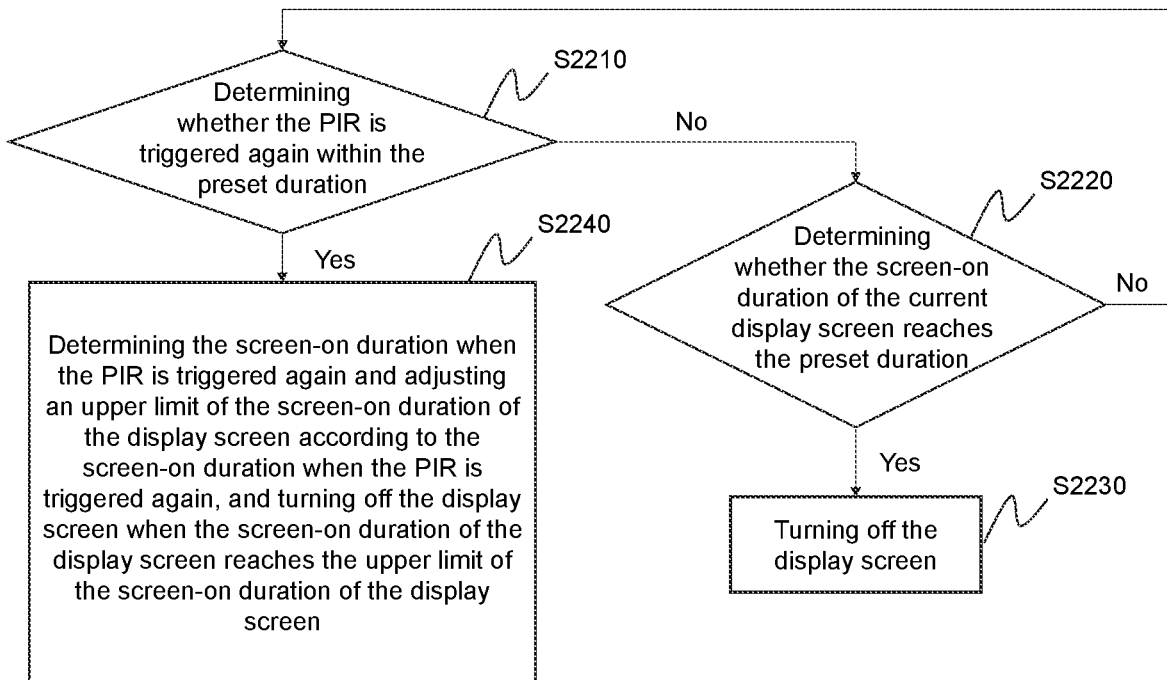 S2210
Determining
whether the PIR is
triggered again within the
preset duration
No
Yes
S2220
Determining
whether the screen-on
duration of the current
display screen reaches
the preset duration
No
Yes
S2240
Determining the screen-on duration when
the PIR is triggered again and adjusting
an upper limit of the screen-on duration of
the display screen according to the
screen-on duration when the PIR is
triggered again, and turning off the display
screen when the screen-on duration of the
display screen reaches the upper limit of
the screen-on duration of the display
screen
S2230
Turning off the
display screen